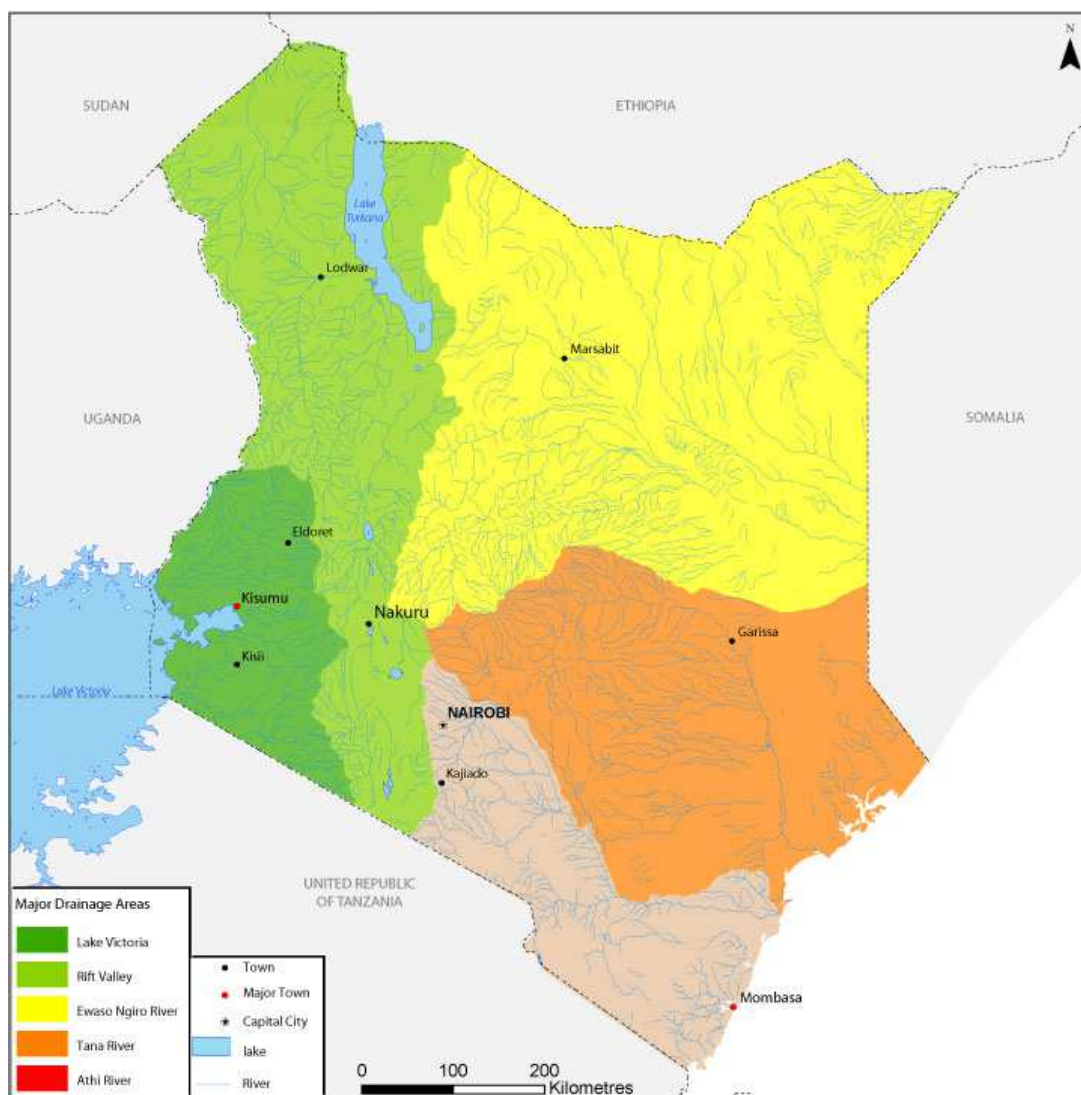 N
SUDAN
ETHIOPIA
Lake
Turkana
Lodwar
Marsabit
UGANDA
SOMALIA
Eldoret
Kisumu
Nakuru
Garissa
Kisii
Lake Victoria
NAIROBI
Kajiado
UNITED REPUBLIC
OF TANZANIA
Mombasa
Major Drainage Areas
Lake Victoria
Rift Valley
Ewaso Ngiro River
Tana River
Athi River
Town
Major Town
Capital City
lake
River
0 100 200
Kilometres